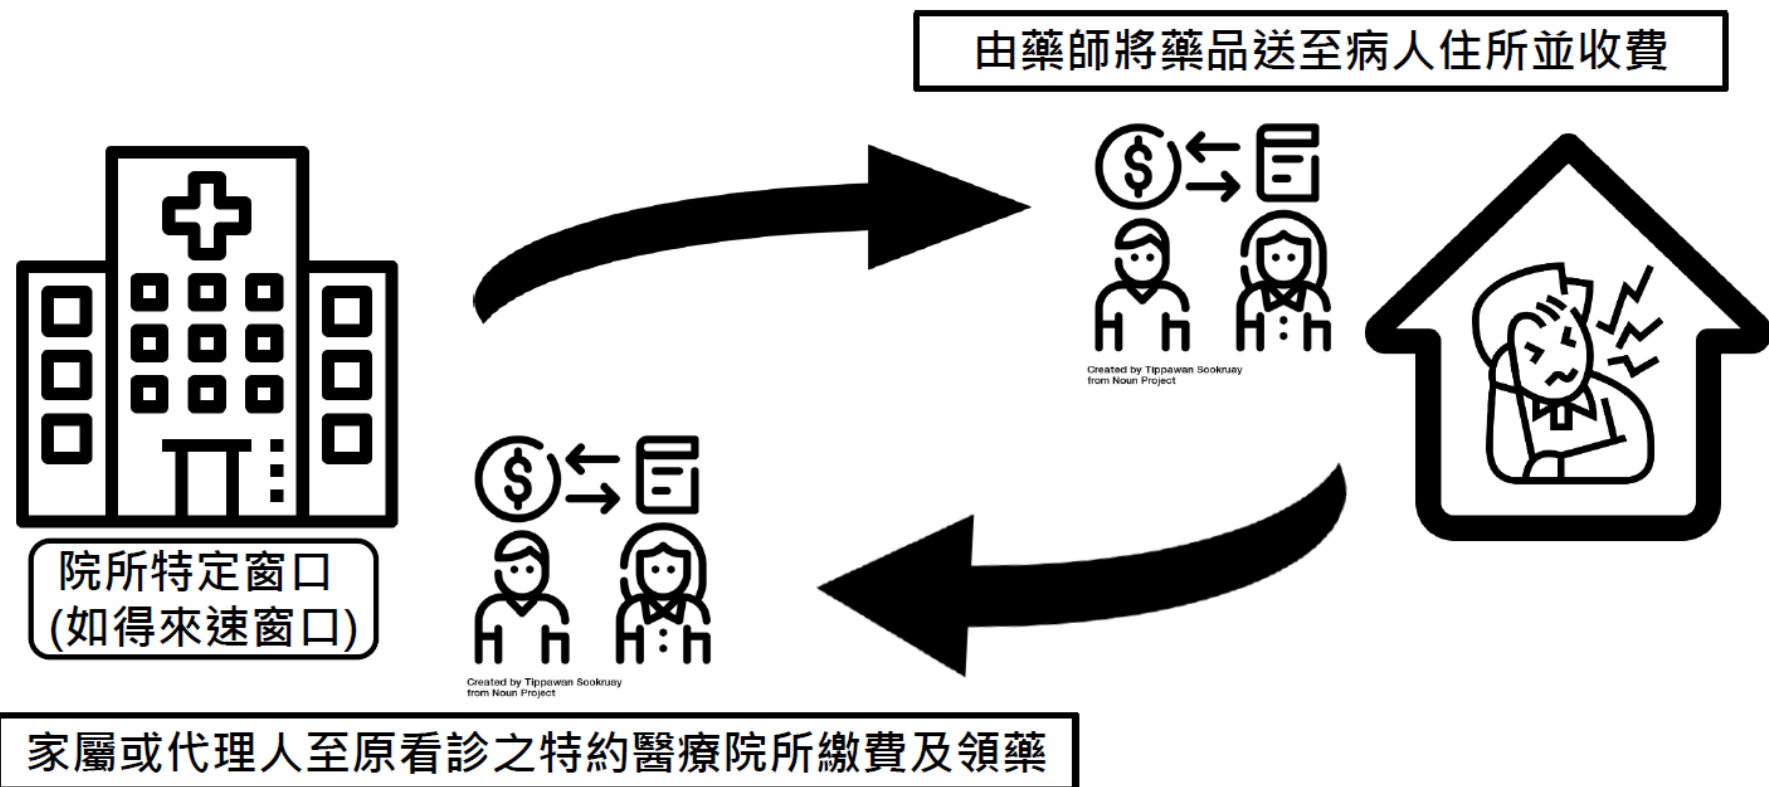 由藥師將藥品送至病人住所並收費
$
Created by Tippawan Sookruay
from Noun Project
$
院所特定窗口
(如得來速窗口)
Created by Tippawan Sookruay
from Noun Project
家屬或代理人至原看診之特約醫療院所繳費及領藥